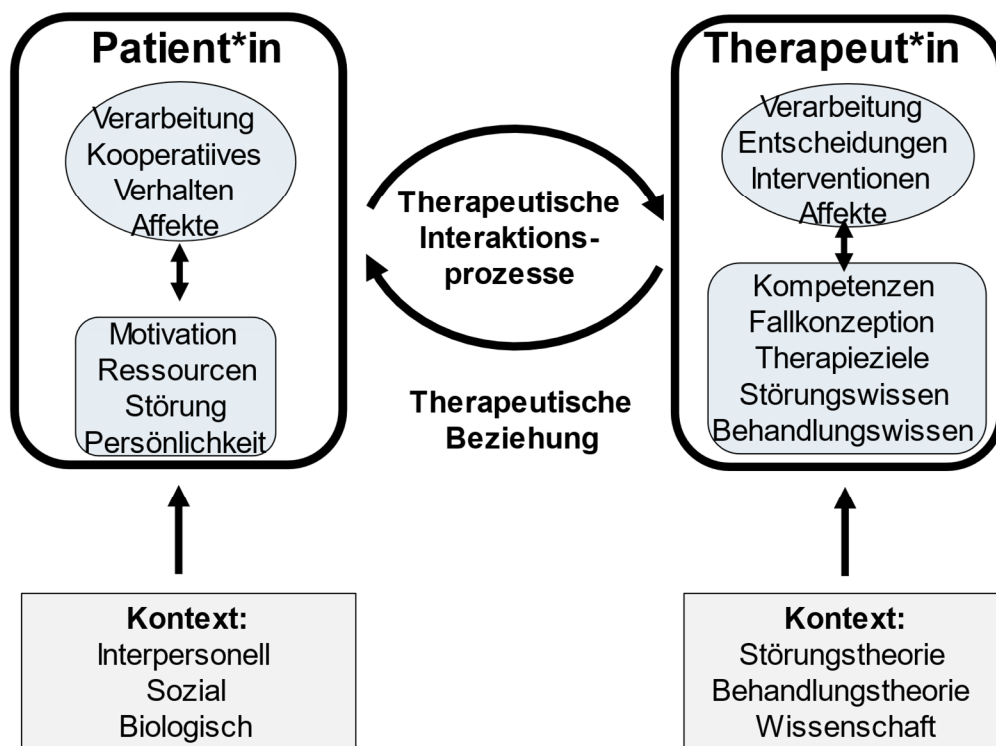 Patient*in
Verarbeitung
Kooperatiives
Verhalten
Affekte
Motivation
Ressourcen
Störung
Persönlichkeit
Kontext:
Interpersonell
Sozial
Biologisch
Therapeutische
Interaktions-
prozesse
Therapeutische
Beziehung
Therapeut*in
Verarbeitung
Entscheidungen
Interventionen
Affekte
Kompetenzen
Fallkonzeption
Therapieziele
Störungswissen
Behandlungswissen
Kontext:
Störungstheorie
Behandlungstheorie
Wissenschaft